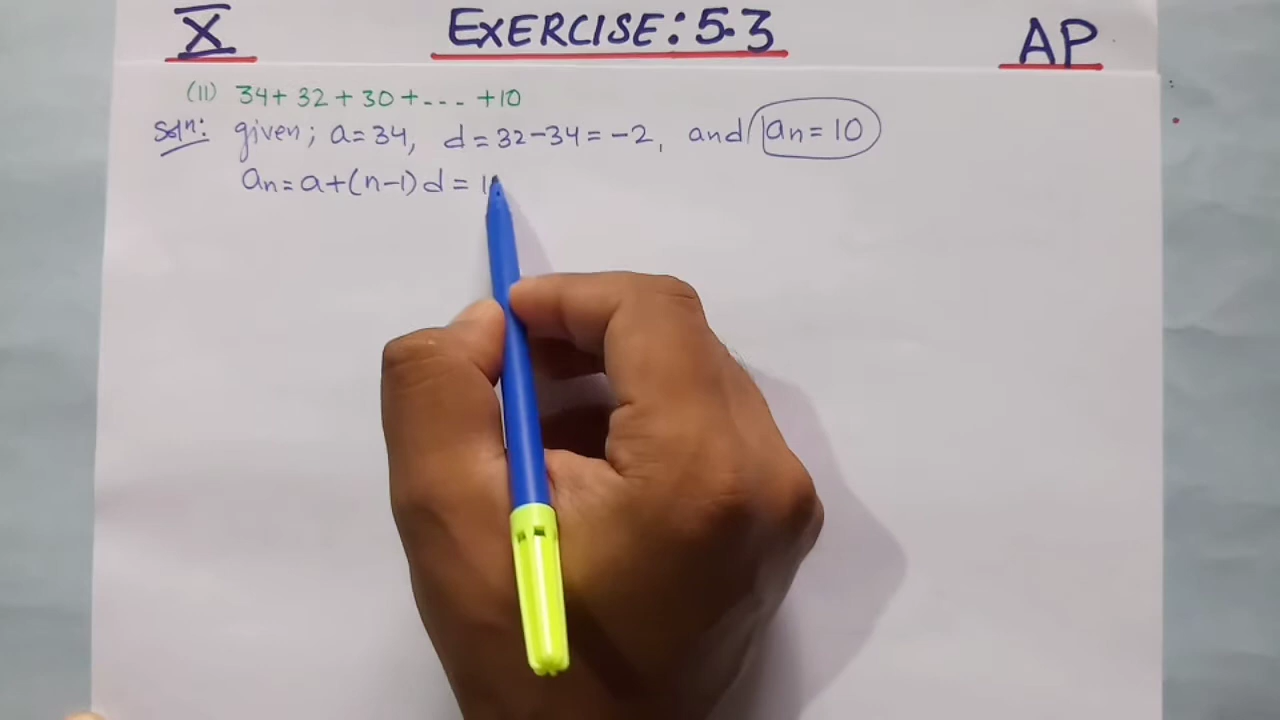 X EXERCISE: 5.3 AP
(II) 34+ 32 + 30 +--- +10
Soln: given; a=34, d=32-34=-2, and an=10
an=a+(n-1)d=1